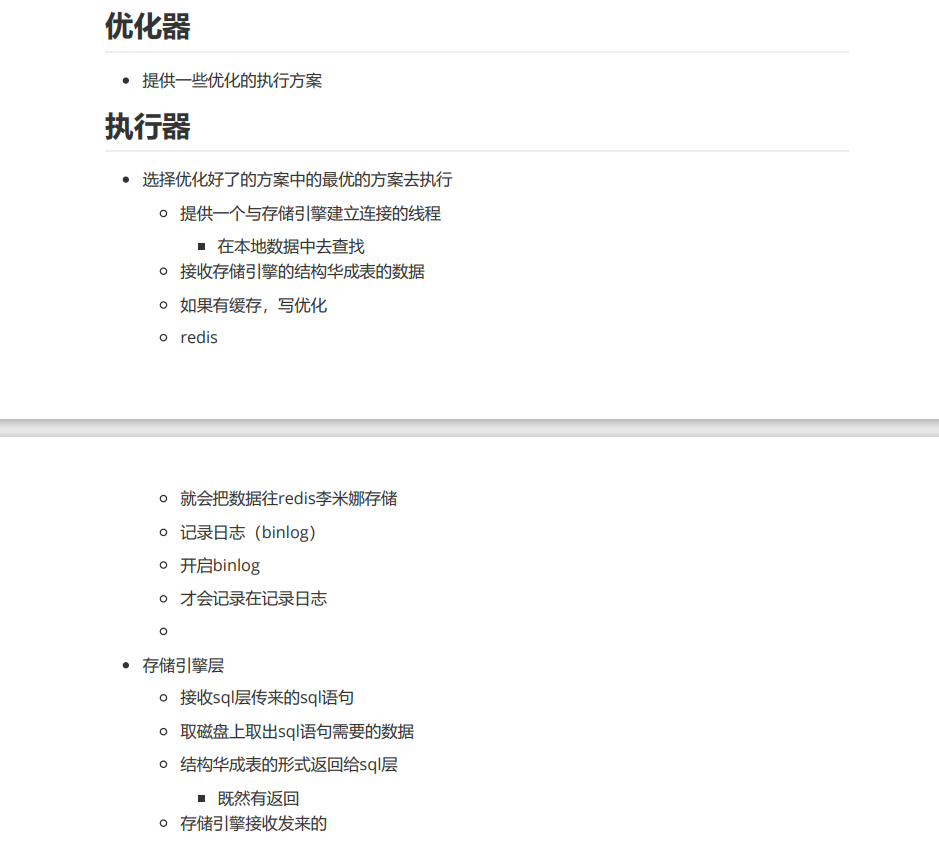 优化器
提供一些优化的执行方案
执行器
选择优化好了的方案中的最优的方案去执行
提供一个与存储引擎建立连接的线程
在本地数据中去查找
接收存储引擎的结构华成表的数据
如果有缓存，写优化
redis
就会把数据往redis李米娜存储
记录日志（binlog）
开启binlog
才会记录在记录日志
存储引擎层
接收sql层传来的sql语句
取磁盘上取出sql语句需要的数据
结构华成表的形式返回给sql层
既然有返回
存储引擎接收发来的